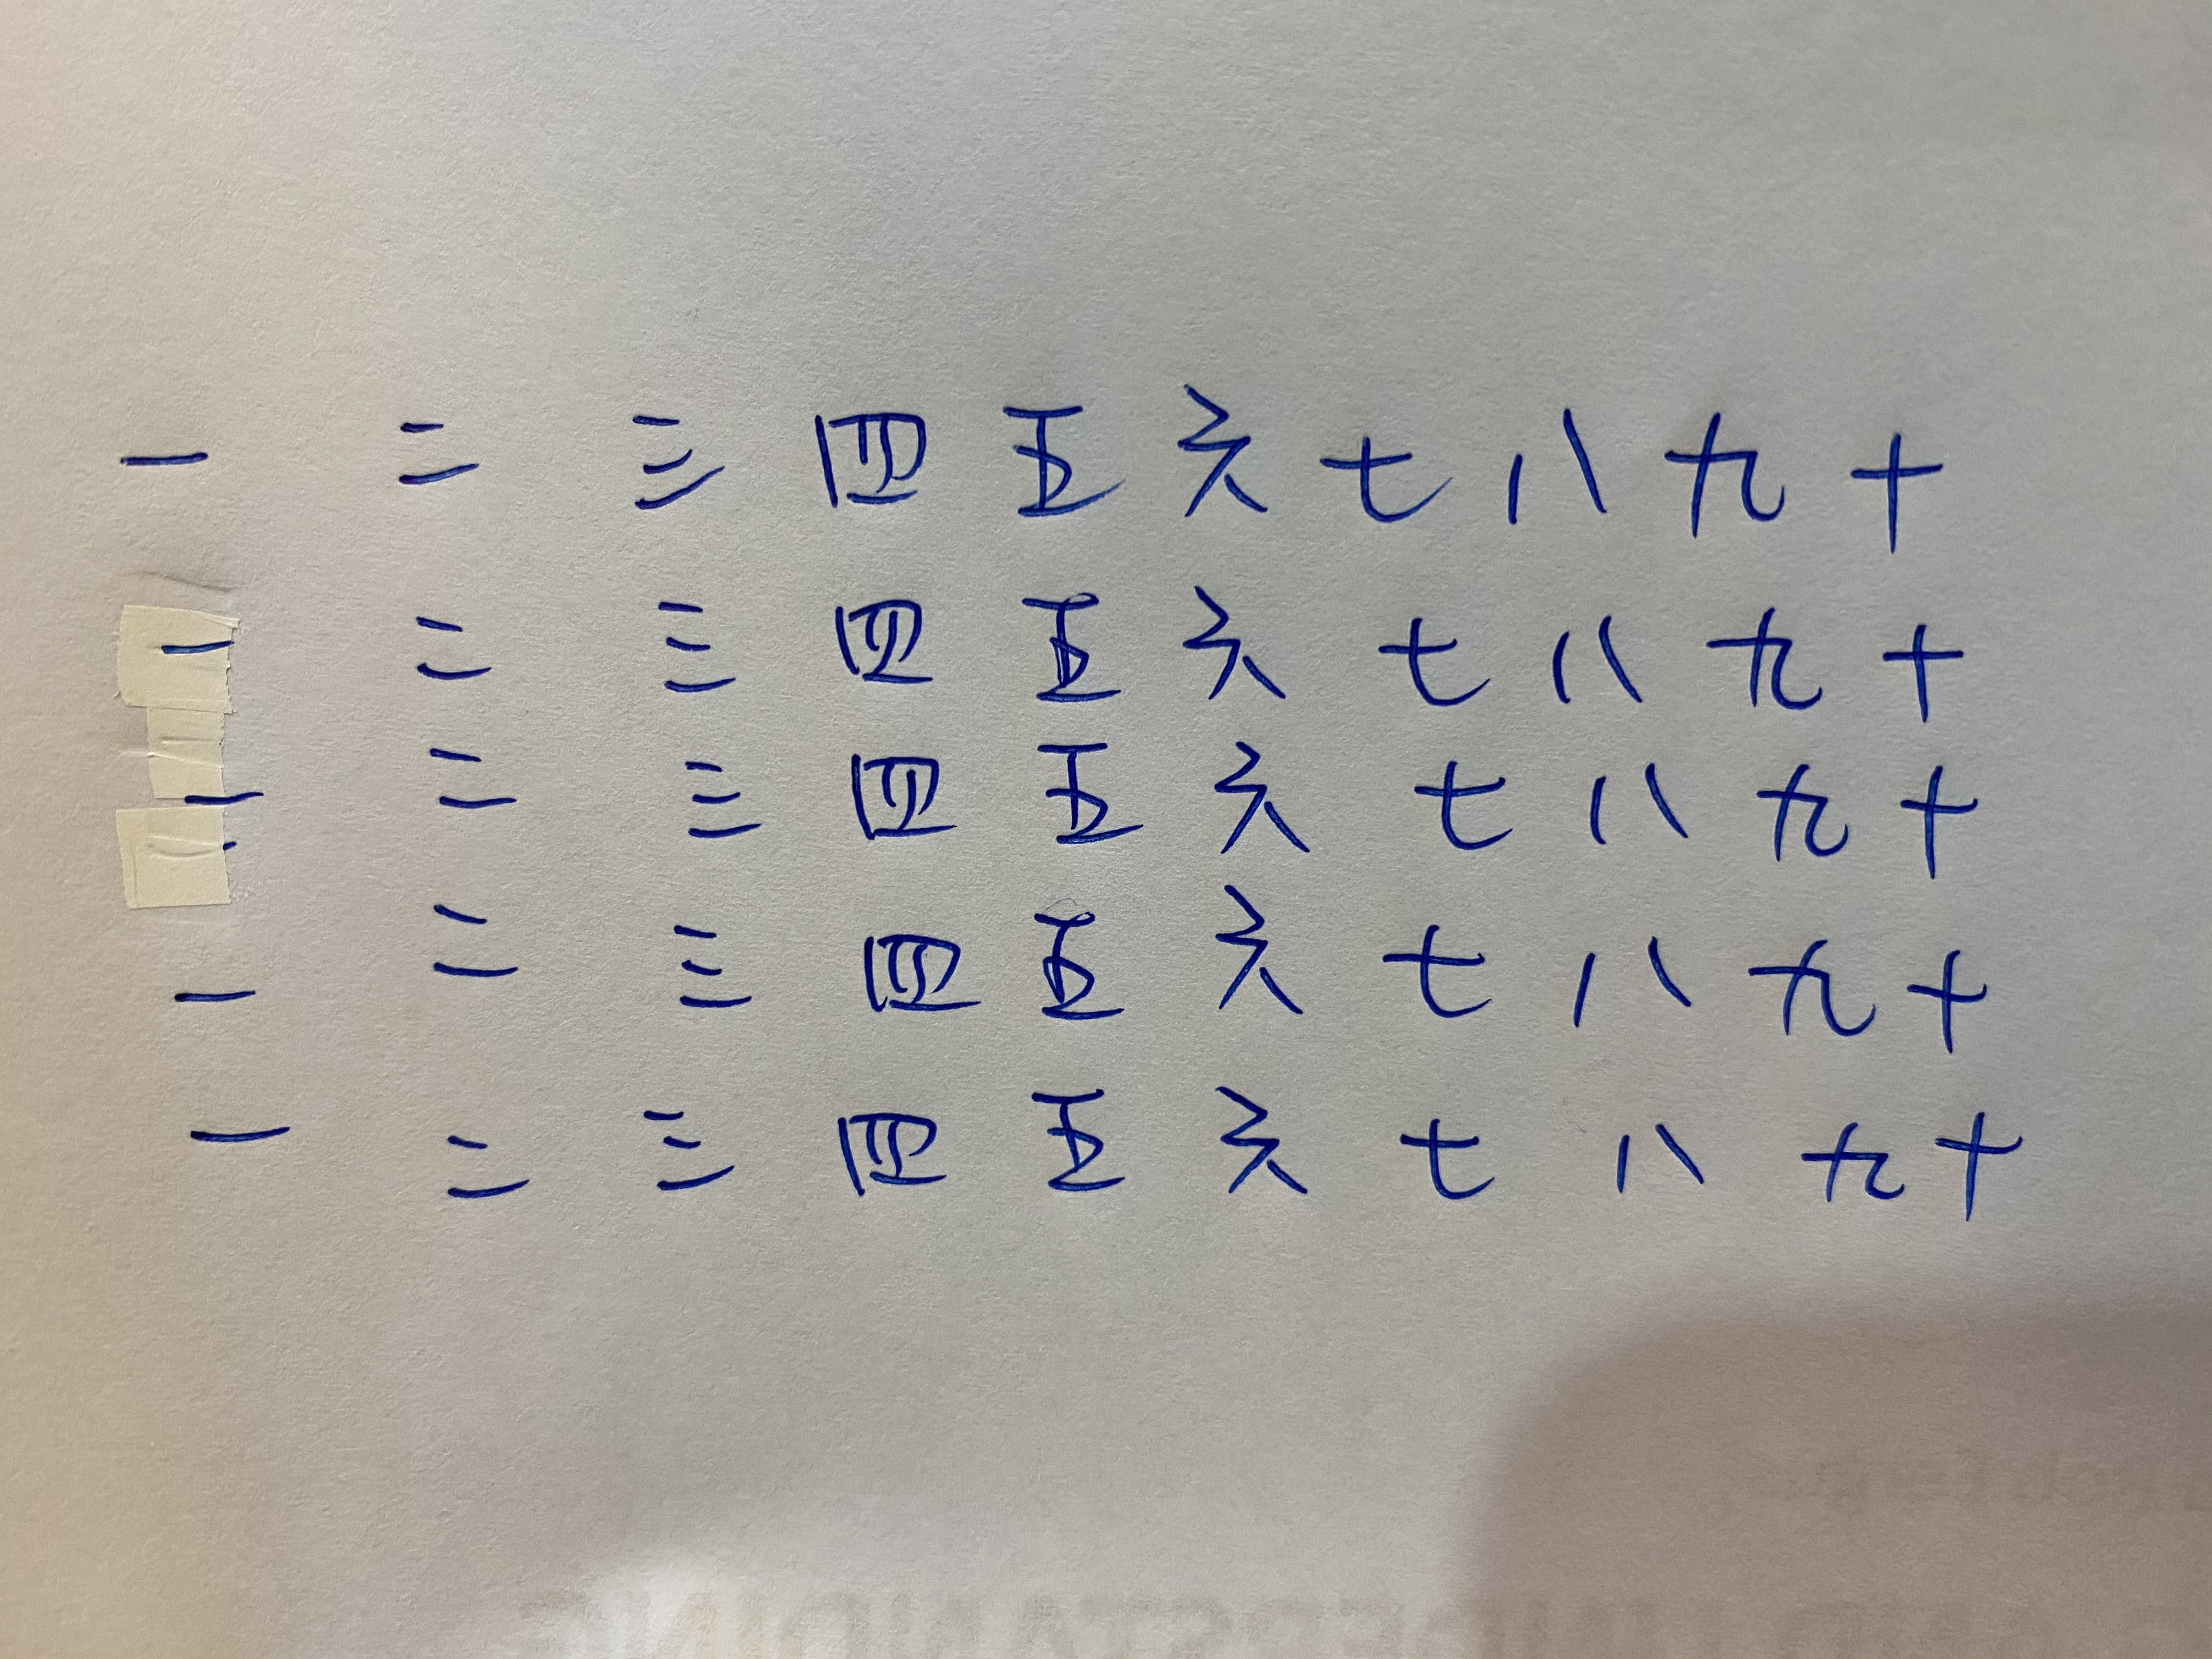 一 二 三 四 五 六 七 八 九 十
一 二 三 四 五 六 七 八 九 十
一 二 三 四 五 六 七 八 九 十
一 二 三 四 五 六 七 八 九 十
一 二 三 四 五 六 七 八 九 十